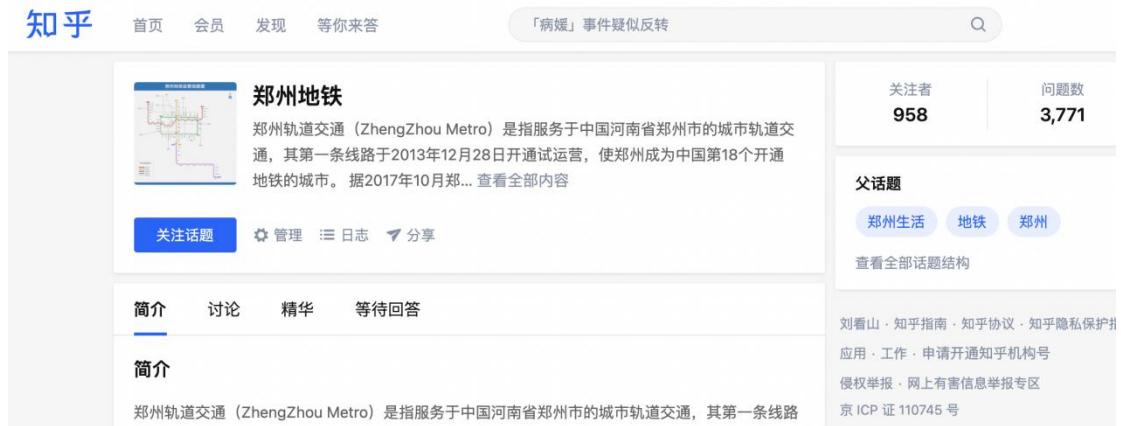 知乎 首页 会员 发现 等你来答 「病媛」事件疑似反转
郑州地铁
郑州轨道交通（ZhengZhou Metro）是指服务于中国河南省郑州市的城市轨道交
通，其第一条线路于2013年12月28日开通试运营，使郑州成为中国第18个开通
地铁的城市。 据2017年10月郑... 查看全部内容
关注话题 管理 日志 分享
简介 讨论 精华 等待回答
简介
郑州轨道交通（ZhengZhou Metro）是指服务于中国河南省郑州市的城市轨道交通，其第一条线路
关注者 问题数
958 3,771
父话题
郑州生活 地铁 郑州
查看全部话题结构
刘看山 · 知乎指南 · 知乎协议 · 知乎隐私保护指
应用 · 工作 · 申请开通知乎机构号
侵权举报 · 网上有害信息举报专区
京 ICP 证 110745 号